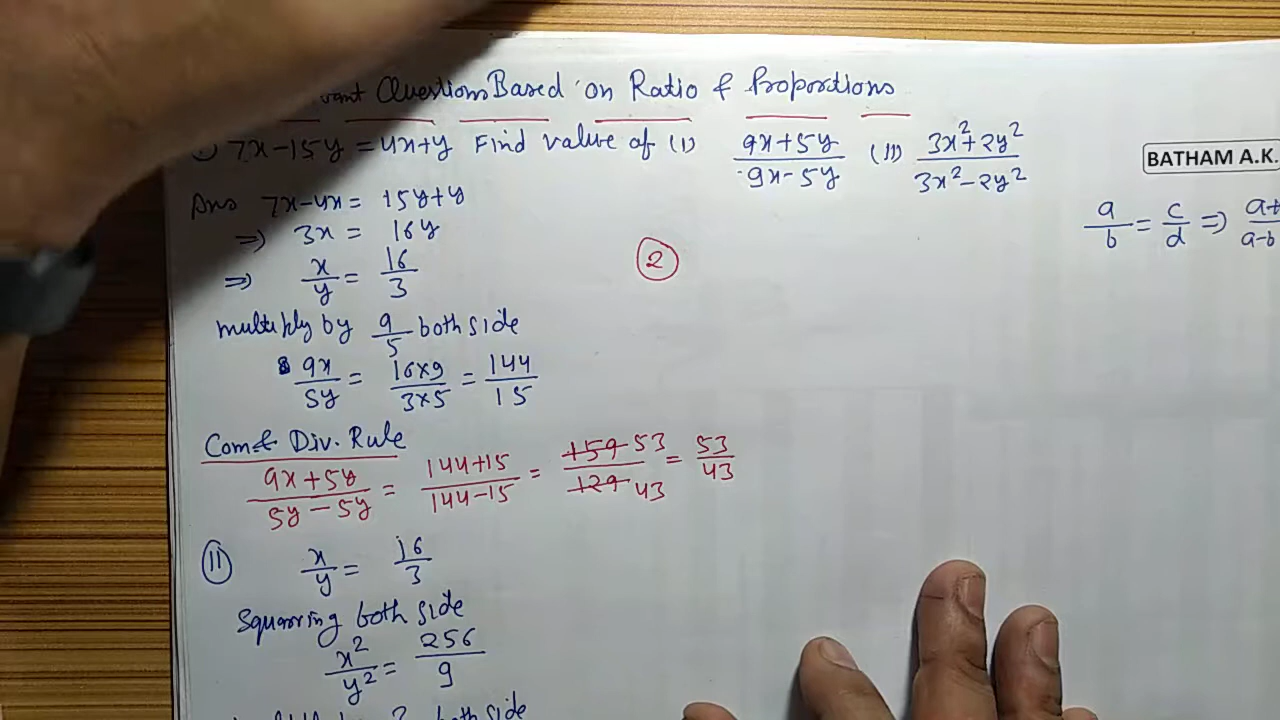 Questions Based on Ratio & Proportions
7x-15y = 4x+y Find value of (I) 9x+5y/9x-5y (II) 3x²+2y²/3x²-2y²
BATHAM A.K.
Ans 7x-4x = 15y+y
⇒ 3x = 16y
a/b = c/d ⇒ a+/a-b
⇒ x/y = 16/3
2
multiply by 9/5 both side
9x/5y = 16×9/3×5 = 144/15
Com & Div. Rule
9x+5y/5y-5y = 144+15/144-15 = 159 53/129 43 = 53/43
(II) x/y = 16/3
Squaring both side
x²/y² = 256/9
both side